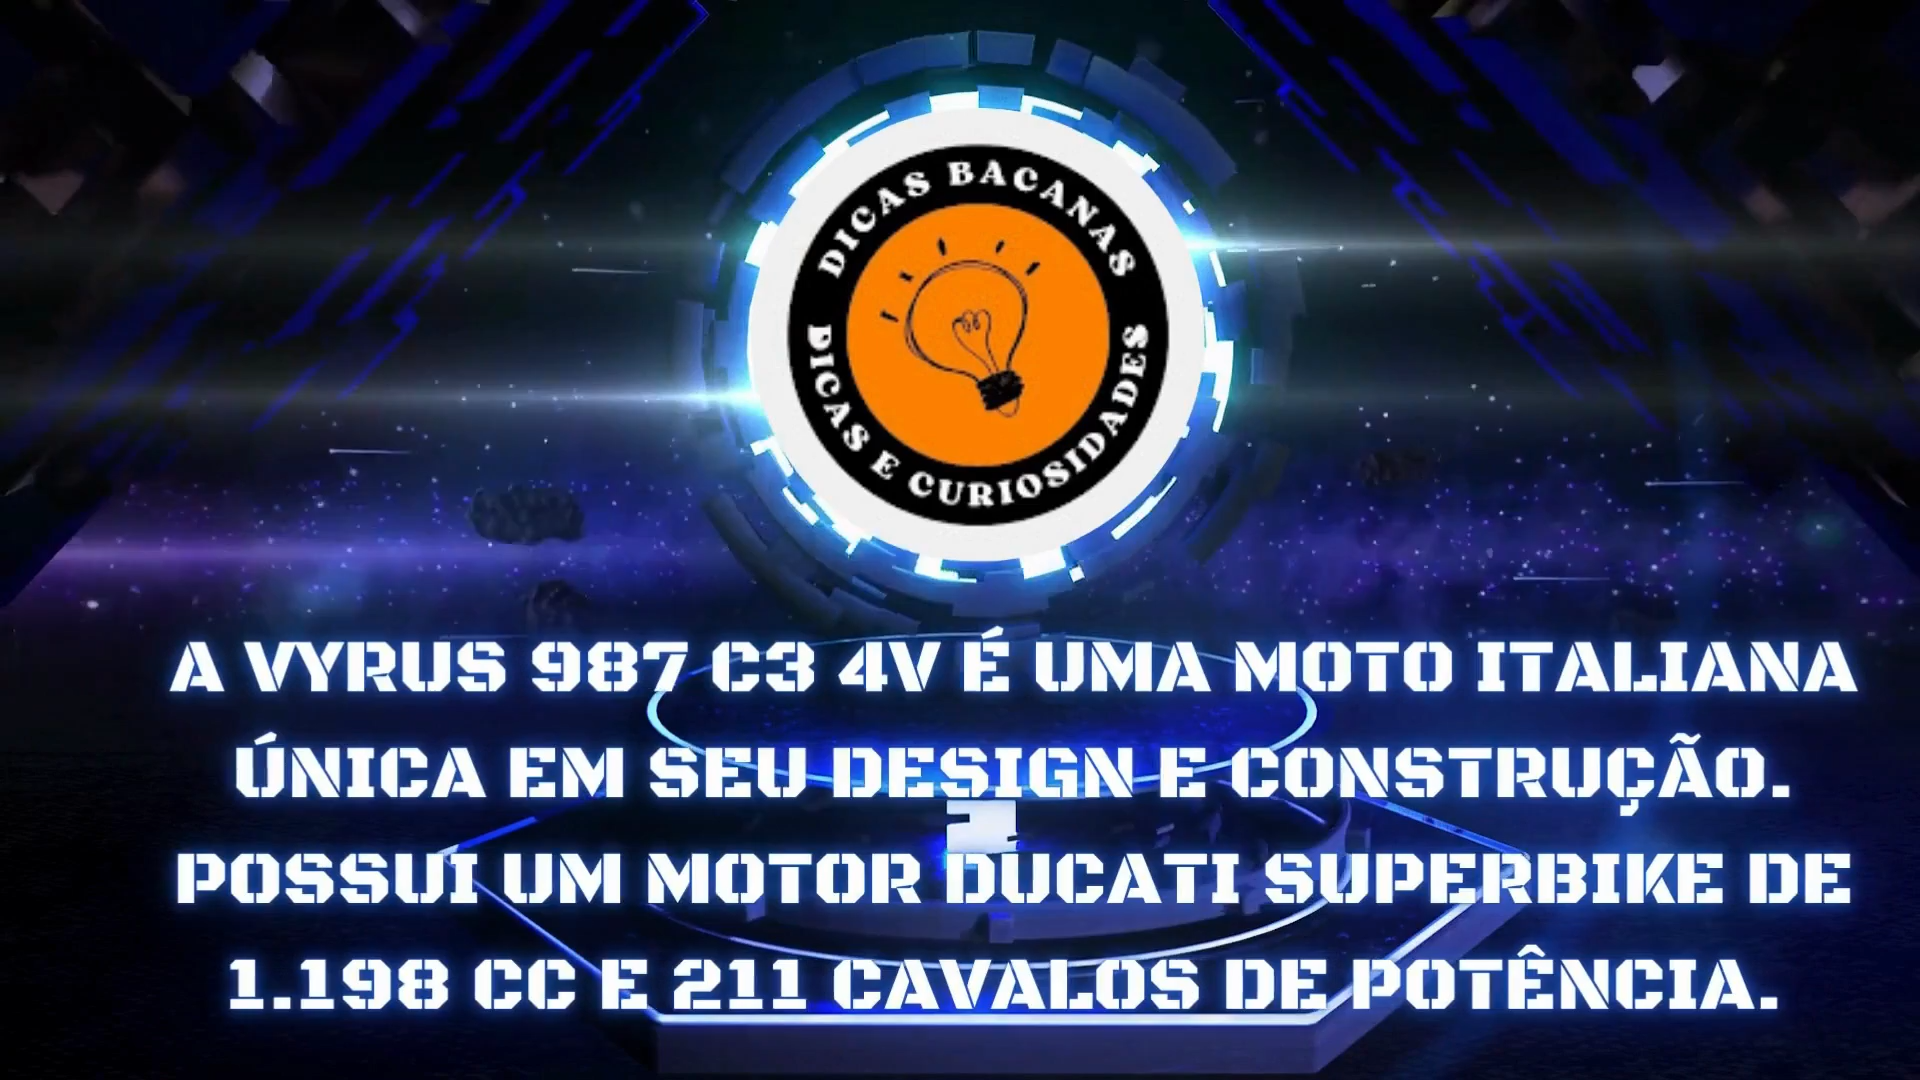 DICAS BACANAS
DICAS E CURIOSIDADES
A VYRUS 987 C3 4V É UMA MOTO ITALIANA
ÚNICA EM SEU DESIGN E CONSTRUÇÃO.
POSSUI UM MOTOR DUCATI SUPERBIKE DE
1.198 CC E 211 CAVALOS DE POTÊNCIA.